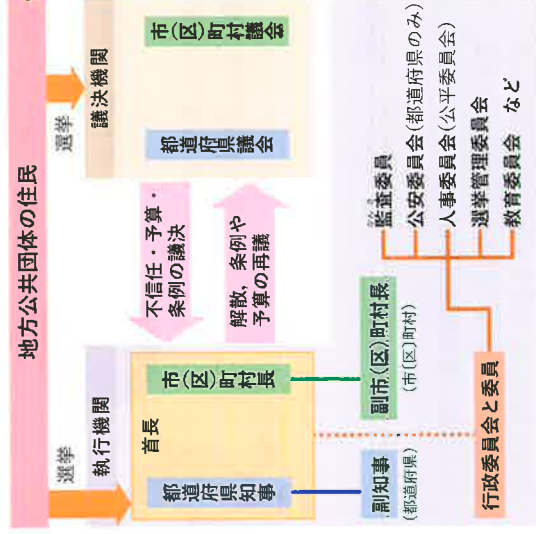 地方公共団体の住民
選挙
執行機関
首長
都道府県知事
市(区)町村長
副知事
(都道府県)
副市(区)町村長
(市(区)町村)
行政委員会と委員
不信任・予算・
条例の議決
解散，条例や
予算の再議
選挙
議決機関
都道府県議会
市(区)町村議会
監査委員
公安委員会(都道府県のみ)
人事委員会(公平委員会)
選挙管理委員会
教育委員会　など